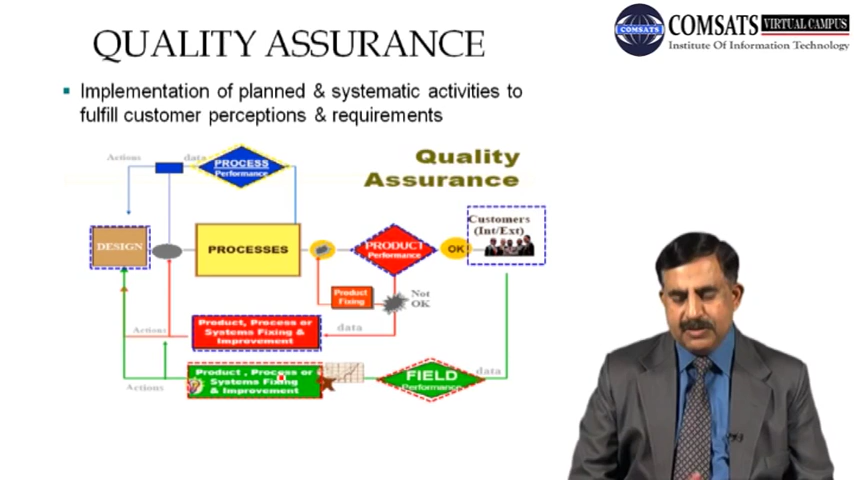 QUALITY ASSURANCE
COMSATS VIRTUAL CAMPUS
Institute Of Information Technology
COMSATS
Implementation of planned & systematic activities to
fulfill customer perceptions & requirements
Quality
Assurance
Actions
data
PROCESS
Performance
DESIGN
PROCESSES
PRODUCT
Performance
OK!
Customers
(Int/Ext)
Product
Fixing
Not
OK
Product, Process or
Systems Fixing &
Improvement
Actions
data
Product , Process or
Systems Fixing
& Improvement
Actions
FIELD
Performance
data